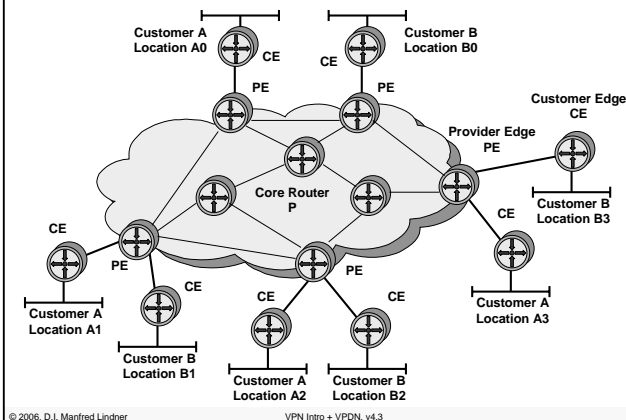 Customer A
Location A0
CE
CE
Customer B
Location B0
PE
PE
Customer Edge
CE
Provider Edge
PE
Core Router
P
Customer B
Location B3
CE
CE
PE
PE
CE
Customer A
Location A1
CE
CE
Customer A
Location A3
Customer B
Location B1
Customer A
Location A2
Customer B
Location B2
© 2006, D.I. Manfred Lindner
VPN Intro + VPDN, v4.3